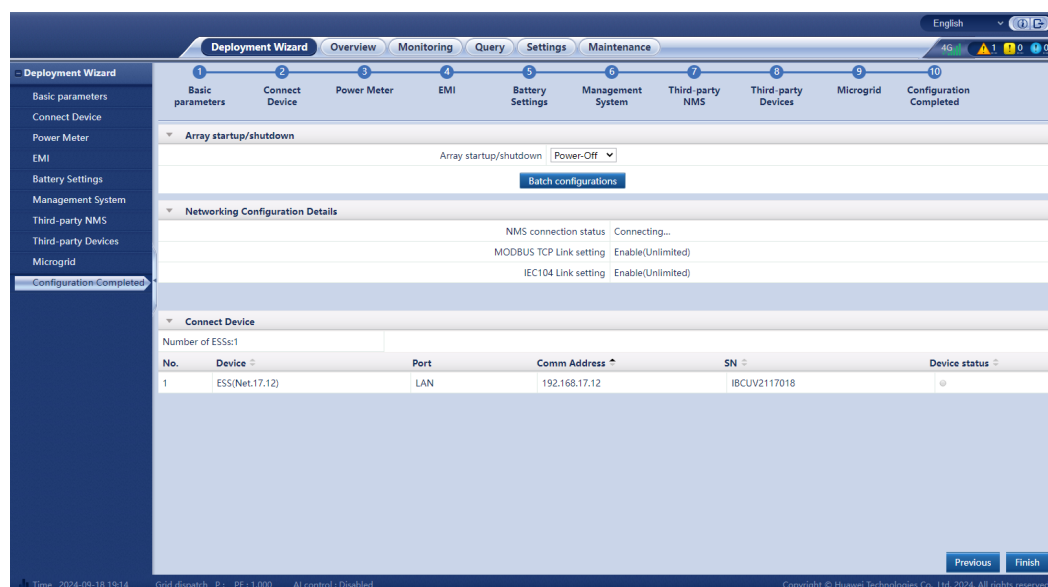 English
Deployment Wizard Overview Monitoring Query Settings Maintenance
4G 1 0 0
Deployment Wizard
Basic parameters
Connect Device
Power Meter
EMI
Battery Settings
Management System
Third-party NMS
Third-party Devices
Microgrid
Configuration Completed
1 2 3 4 5 6 7 8 9 10
Basic parameters
Connect Device
Power Meter
EMI
Battery Settings
Management System
Third-party NMS
Third-party Devices
Microgrid
Configuration Completed
Array startup/shutdown
Array startup/shutdown Power-Off
Batch configurations
Networking Configuration Details
NMS connection status Connecting...
MODBUS TCP Link setting Enable(Unlimited)
IEC104 Link setting Enable(Unlimited)
Connect Device
Number of ESSs:1
No. Device Port Comm Address SN Device status
1 ESS(Net.17.12) LAN 192.168.17.12 IBCUV2117018
Previous Finish
Time 2024-09-18 19:14 Grid dispatch P : PF : 1.000 AI control : Disabled Copyright © Huawei Technologies Co., Ltd. 2024. All rights reserved